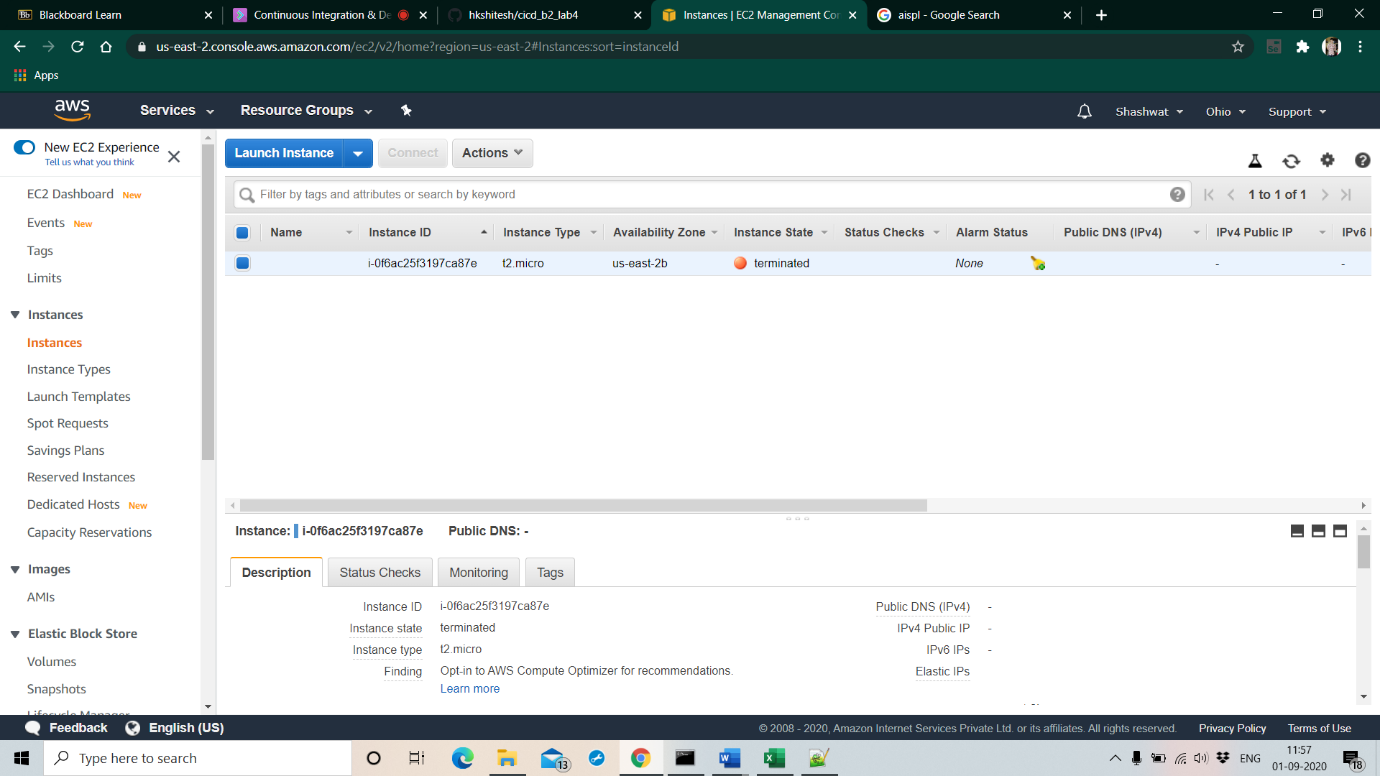 Blackboard Learn
Continuous Integration & De
hkshitesh/cicd_b2_lab4
Instances | EC2 Management Con
aispl - Google Search
us-east-2.console.aws.amazon.com/ec2/v2/home?region=us-east-2#Instances:sort=instanceId
Apps
aws Services Resource Groups Shashwat Ohio Support
New EC2 Experience
Tell us what you think
EC2 Dashboard New
Events New
Tags
Limits
Instances
Instances
Instance Types
Launch Templates
Spot Requests
Savings Plans
Reserved Instances
Dedicated Hosts New
Capacity Reservations
Images
AMIs
Elastic Block Store
Volumes
Snapshots
Lifecycle Manager
Launch Instance Connect Actions
Filter by tags and attributes or search by keyword 1 to 1 of 1
Name Instance ID Instance Type Availability Zone Instance State Status Checks Alarm Status Public DNS (IPv4) IPv4 Public IP IPv6 I
i-0f6ac25f3197ca87e t2.micro us-east-2b terminated None - -
Instance: i-0f6ac25f3197ca87e Public DNS: -
Description Status Checks Monitoring Tags
Instance ID i-0f6ac25f3197ca87e Public DNS (IPv4) -
Instance state terminated IPv4 Public IP -
Instance type t2.micro IPv6 IPs -
Finding Opt-in to AWS Compute Optimizer for recommendations. Elastic IPs
Learn more
Feedback English (US) © 2008 - 2020, Amazon Internet Services Private Ltd. or its affiliates. All rights reserved. Privacy Policy Terms of Use
Type here to search 13 ENG 11:57
01-09-2020 18